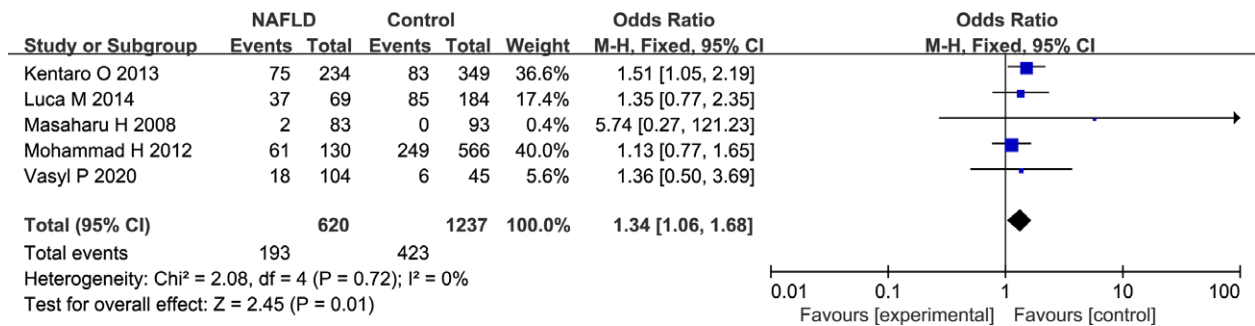 NAFLD Control Odds Ratio Odds Ratio
Study or Subgroup Events Total Events Total Weight M-H, Fixed, 95% CI M-H, Fixed, 95% CI
Kentaro O 2013 75 234 83 349 36.6% 1.51 [1.05, 2.19]
Luca M 2014 37 69 85 184 17.4% 1.35 [0.77, 2.35]
Masaharu H 2008 2 83 0 93 0.4% 5.74 [0.27, 121.23]
Mohammad H 2012 61 130 249 566 40.0% 1.13 [0.77, 1.65]
Vasyl P 2020 18 104 6 45 5.6% 1.36 [0.50, 3.69]
Total (95% CI) 620 1237 100.0% 1.34 [1.06, 1.68]
Total events 193 423
Heterogeneity: Chi² = 2.08, df = 4 (P = 0.72); I² = 0%
Test for overall effect: Z = 2.45 (P = 0.01)
0.01 0.1 1 10 100
Favours [experimental] Favours [control]